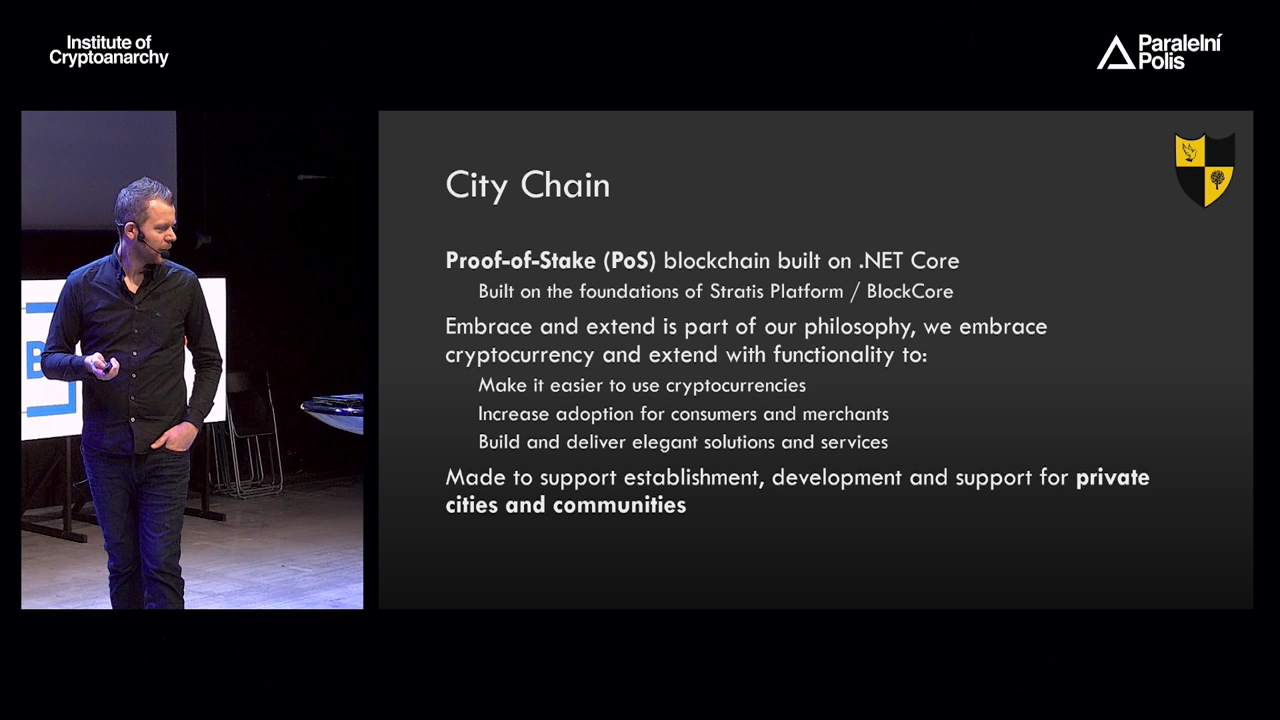 Institute of
Cryptoanarchy
Paralelní
Polis
B
City Chain
Proof-of-Stake (PoS) blockchain built on .NET Core
Built on the foundations of Stratis Platform / BlockCore
Embrace and extend is part of our philosophy, we embrace
cryptocurrency and extend with functionality to:
Make it easier to use cryptocurrencies
Increase adoption for consumers and merchants
Build and deliver elegant solutions and services
Made to support establishment, development and support for private
cities and communities